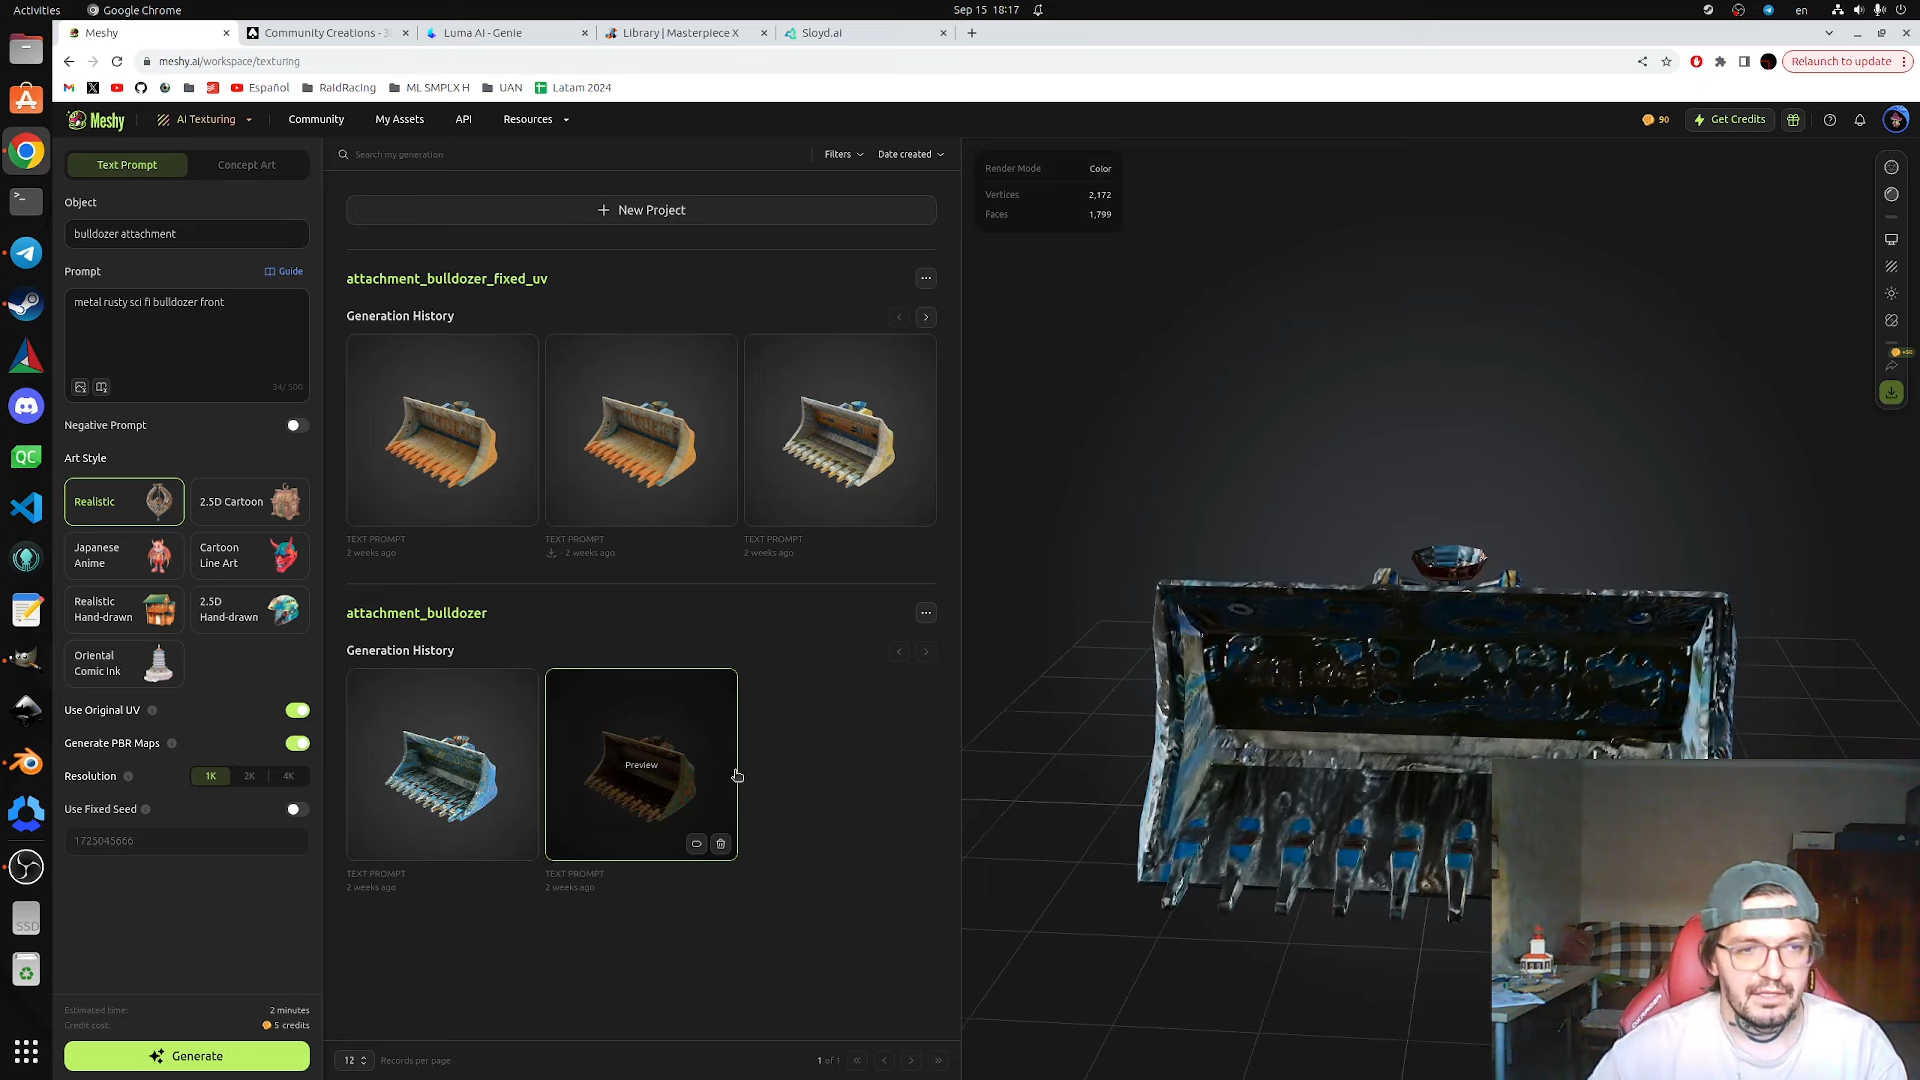 Activities
Google Chrome
Sep 15 18:17
en
Meshy
Community Creations - 3
Luma AI - Genie
Library | Masterpiece X
Sloyd.ai
meshy.ai/workspace/texturing
Relaunch to update
Español
RaidRacing
ML SMPLX H
UAN
Latam 2024
Meshy
AI Texturing
Community
My Assets
API
Resources
90
Get Credits
Text Prompt
Concept Art
Object
bulldozer attachment
Prompt
Guide
metal rusty sci fi bulldozer front
34/ 500
Negative Prompt
Art Style
Realistic
2.5D Cartoon
Japanese
Anime
Cartoon
Line Art
Realistic
Hand-drawn
2.5D
Hand-drawn
Oriental
Comic Ink
Use Original UV
Generate PBR Maps
Resolution
1K
2K
4K
Use Fixed Seed
1725045666
Estimated time:
2 minutes
Credit cost:
5 credits
Generate
Search my generation
Filters
Date created
New Project
attachment_bulldozer_fixed_uv
Generation History
TEXT PROMPT
2 weeks ago
TEXT PROMPT
· 2 weeks ago
TEXT PROMPT
2 weeks ago
attachment_bulldozer
Generation History
Preview
TEXT PROMPT
2 weeks ago
TEXT PROMPT
2 weeks ago
12
Records per page
1 of 1
Render Mode
Color
Vertices
2,172
Faces
1,799
+50
QC
SSD